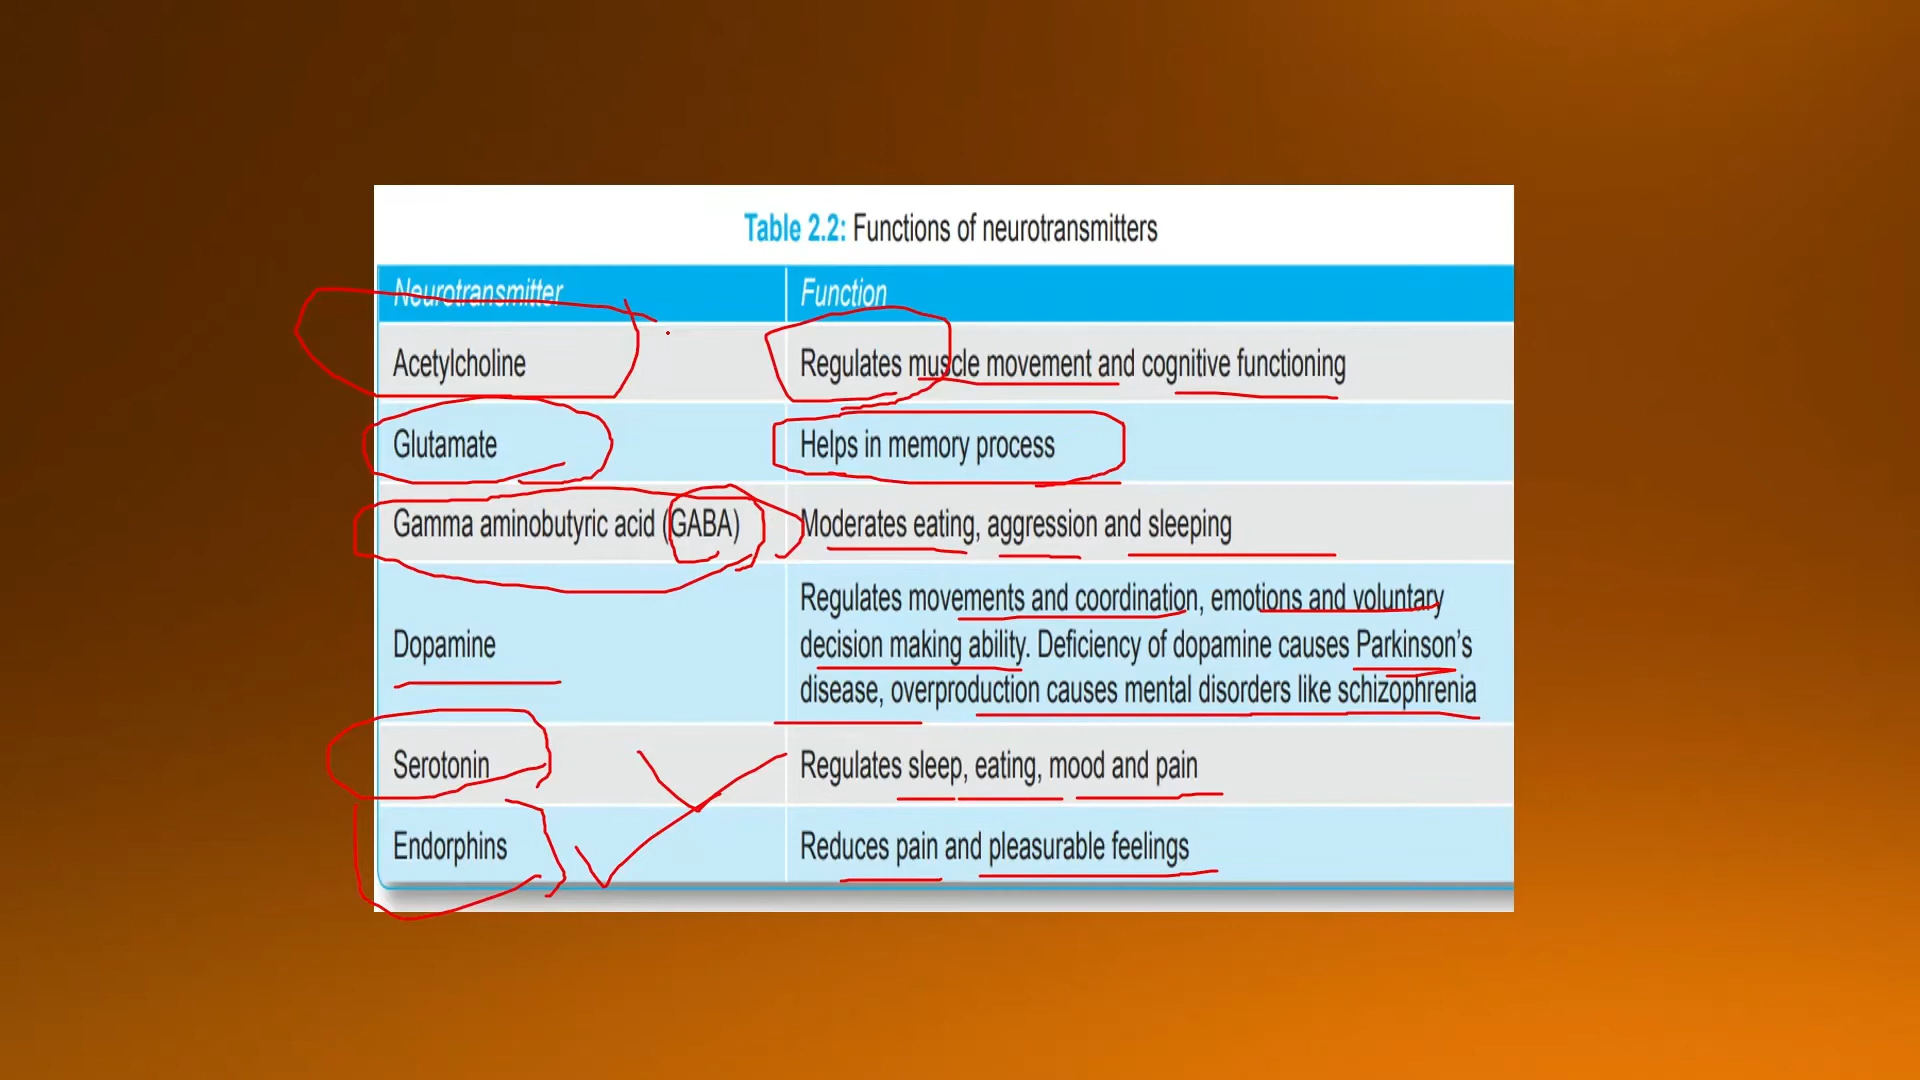 Table 2.2: Functions of neurotransmitters
Neurotransmitter Function
Acetylcholine Regulates muscle movement and cognitive functioning
Glutamate Helps in memory process
Gamma aminobutyric acid (GABA) Moderates eating, aggression and sleeping
Dopamine Regulates movements and coordination, emotions and voluntary
decision making ability. Deficiency of dopamine causes Parkinson's
disease, overproduction causes mental disorders like schizophrenia
Serotonin Regulates sleep, eating, mood and pain
Endorphins Reduces pain and pleasurable feelings